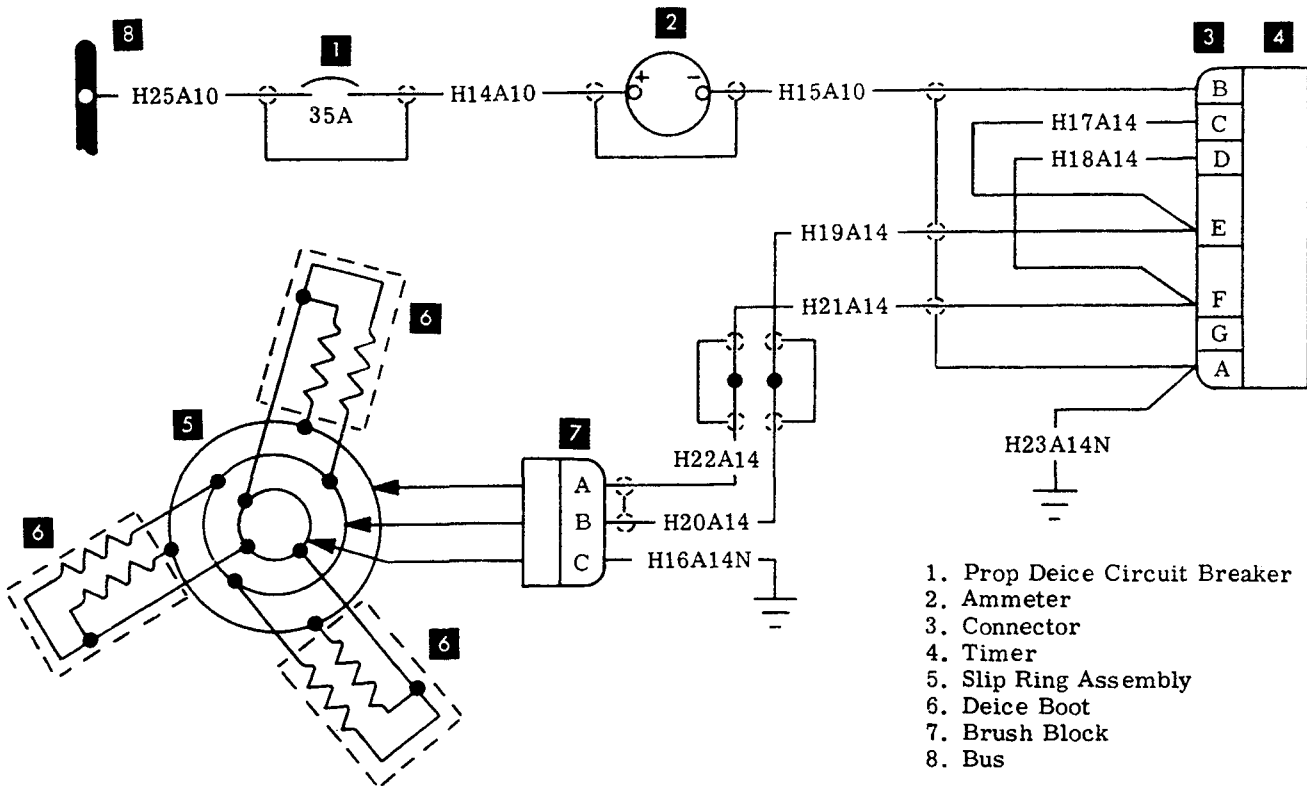 8
1
2
3
4
H25A10
35A
H14A10
+
-
H15A10
B
H17A14
C
H18A14
D
H19A14
E
H21A14
F
G
A
6
5
7
H22A14
H23A14N
A
B
H20A14
C
H16A14N
6
6
1. Prop Deice Circuit Breaker
2. Ammeter
3. Connector
4. Timer
5. Slip Ring Assembly
6. Deice Boot
7. Brush Block
8. Bus